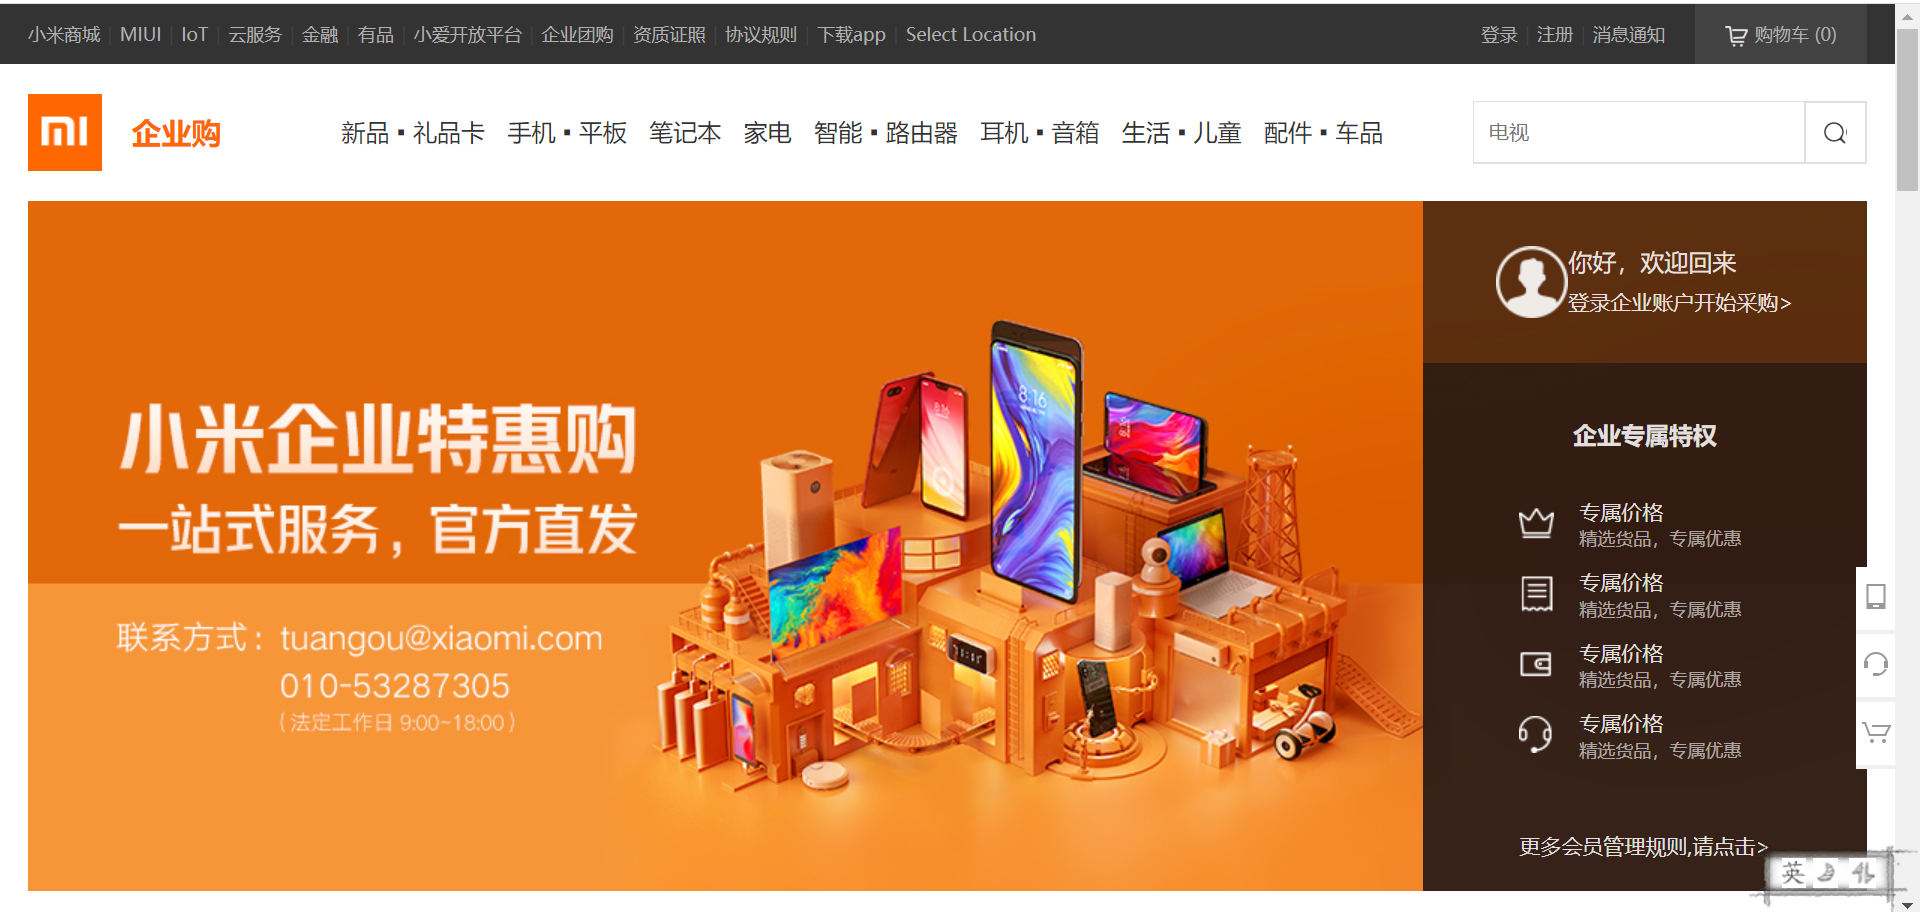 小米商城 MIUI IoT 云服务 金融 有品 小爱开放平台 企业团购 资质证照 协议规则 下载app Select Location 登录 注册 消息通知 购物车 (0)
企业购 新品 ▪ 礼品卡 手机 ▪ 平板 笔记本 家电 智能 ▪ 路由器 耳机 ▪ 音箱 生活 ▪ 儿童 配件 ▪ 车品 电视
小米企业特惠购
一站式服务，官方直发
联系方式：tuangou@xiaomi.com
010-53287305
（法定工作日 9:00~18:00）
你好，欢迎回来
登录企业账户开始采购>
企业专属特权
专属价格
精选货品，专属优惠
专属价格
精选货品，专属优惠
专属价格
精选货品，专属优惠
专属价格
精选货品，专属优惠
更多会员管理规则,请点击>
英
8:16
8:16